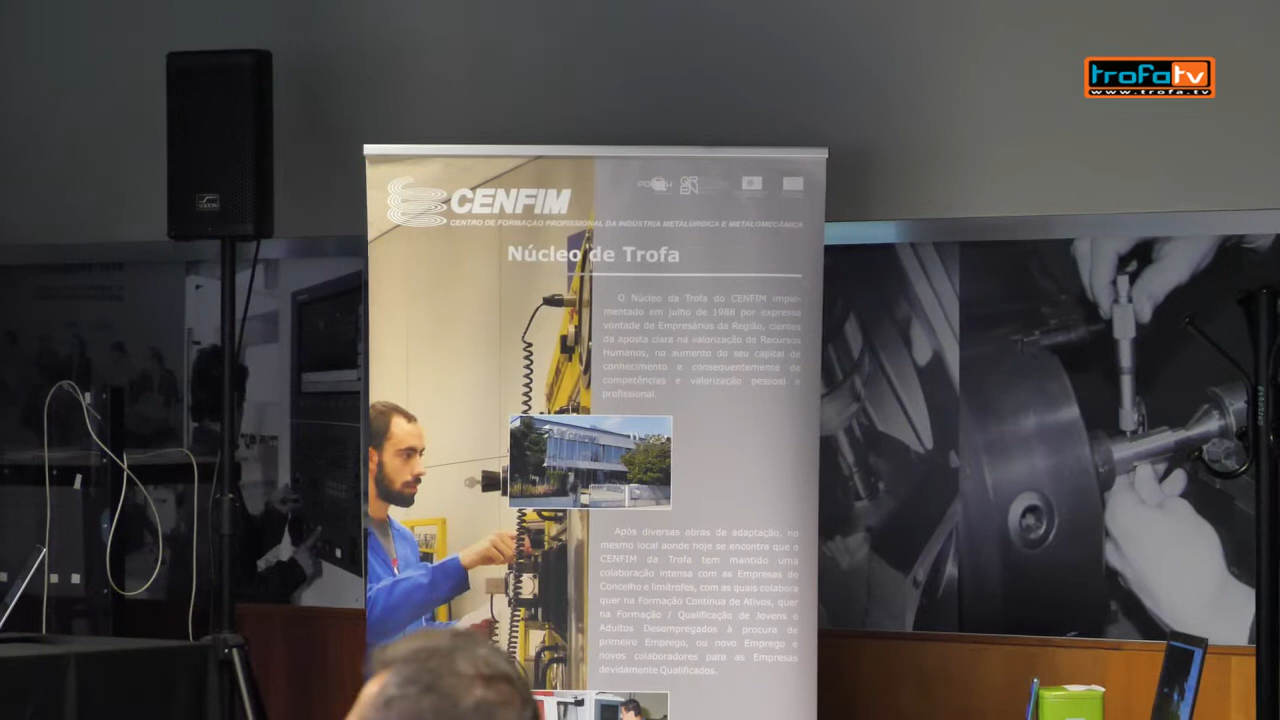 trofatv
www.trofa.tv
CENFIM
CENTRO DE FORMAÇÃO PROFISSIONAL DA INDÚSTRIA METALÚRGICA E METALOMECÂNICA
Núcleo de Trofa
O Núcleo da Trofa do CENFIM imple-
mentado em julho de 1988 por expressa
vontade de Empresários da Região, cientes
da aposta clara na valorização do Recursos
Humanos, no aumento do seu capital de
conhecimento e consequentemente de
competências e valorização pessoal e
profissional.
Após diversas obras de adaptação, no
mesmo local aonde hoje se encontra que o
CENFIM da Trofa tem mantido uma
colaboração intensa com as Empresas do
Concelho e limítrofes, com as quais colabora
quer na Formação Contínua de Ativos, quer
na Formação / Qualificação de Jovens e
Adultos Desempregados à procura de
primeiro Emprego, ou novo Emprego e
novos colaboradores para as Empresas
devidamente Qualificados.